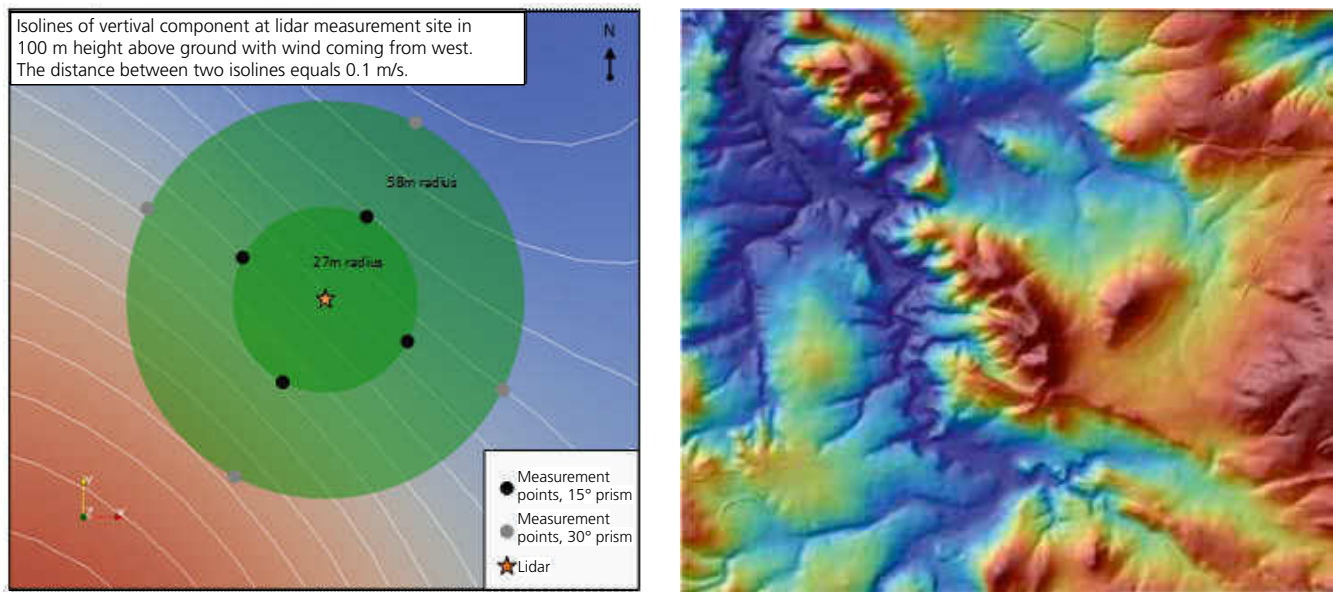 Isolines of vertival component at lidar measurement site in
100 m height above ground with wind coming from west.
The distance between two isolines equals 0.1 m/s.
N
58m radius
27m radius
Y
X
Measurement
points, 15° prism
Measurement
points, 30° prism
Lidar